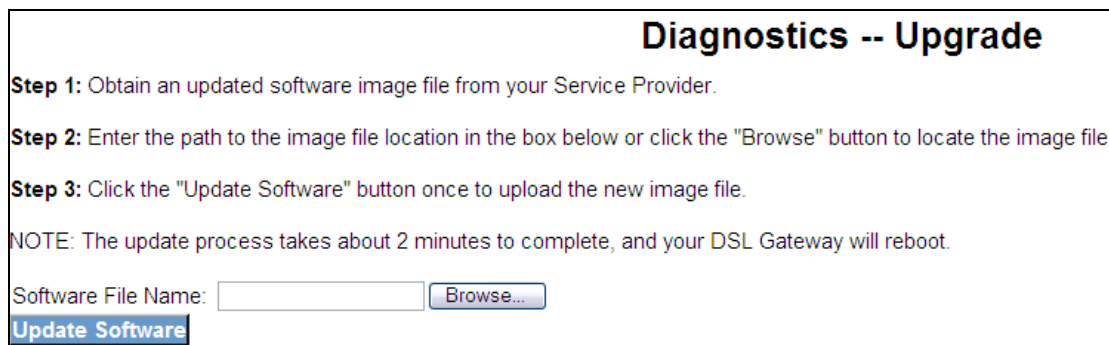 Diagnostics -- Upgrade
Step 1: Obtain an updated software image file from your Service Provider.
Step 2: Enter the path to the image file location in the box below or click the "Browse" button to locate the image file
Step 3: Click the "Update Software" button once to upload the new image file.
NOTE: The update process takes about 2 minutes to complete, and your DSL Gateway will reboot.
Software File Name: Browse...
Update Software